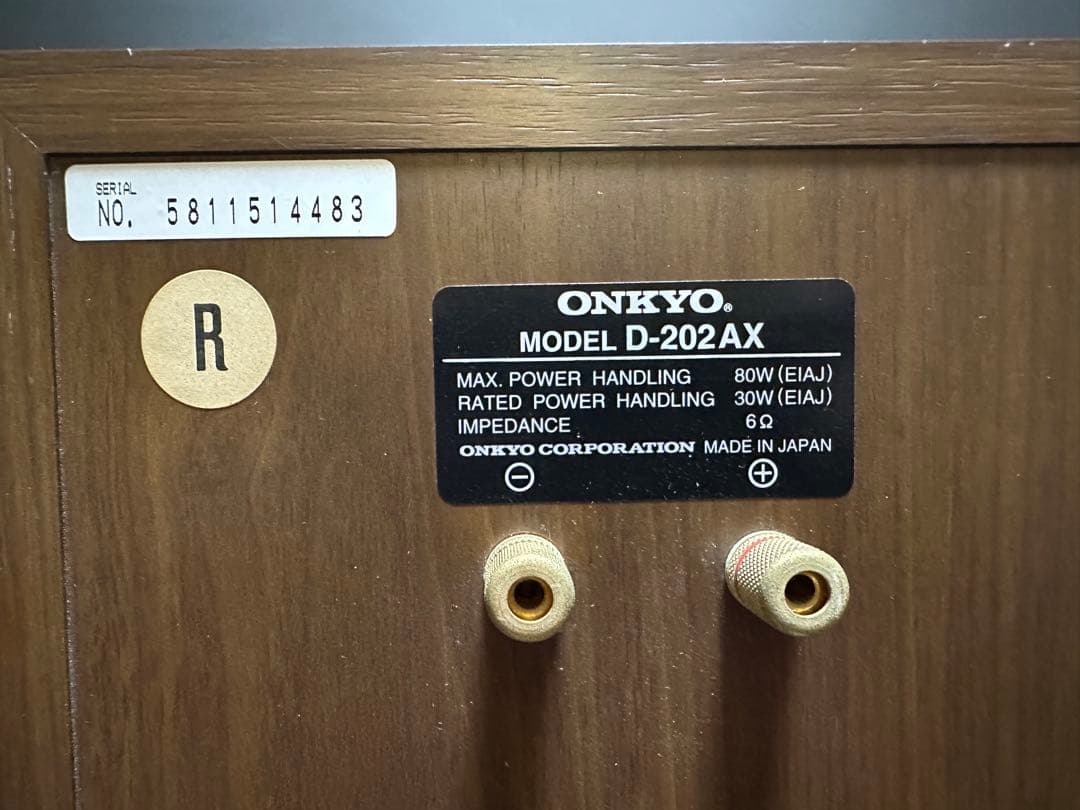 SERIAL
NO. 5811514483
R
ONKYO®
MODEL D-202AX
MAX. POWER HANDLING 80W (EIAJ)
RATED POWER HANDLING 30W (EIAJ)
IMPEDANCE 6Ω
ONKYO CORPORATION MADE IN JAPAN
⊖ ⊕